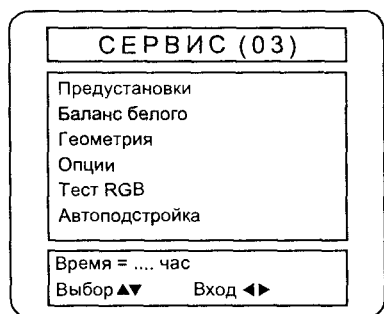 СЕРВИС (03)
Предустановки
Баланс белого
Геометрия
Опции
Тест RGB
Автоподстройка
Время = .... час
Выбор ▲▼ Вход ◀▶